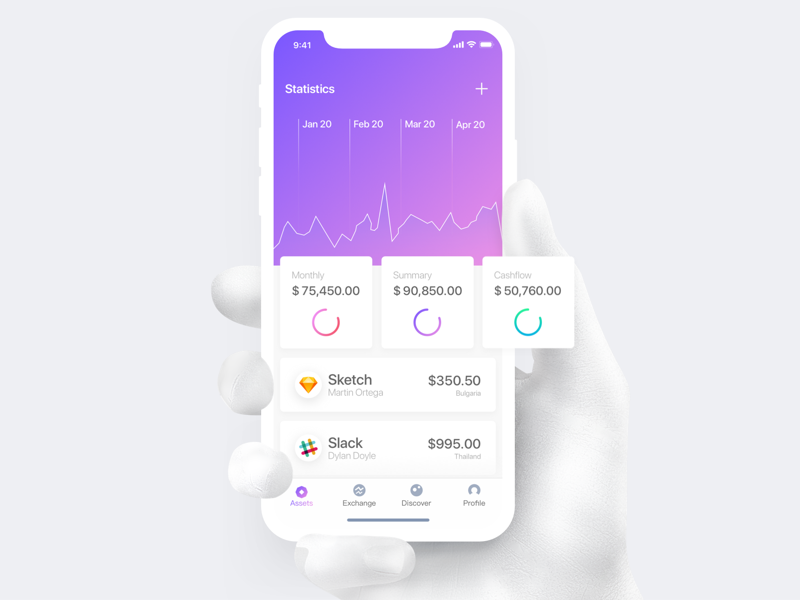 9:41
Statistics
Jan 20 Feb 20 Mar 20 Apr 20
Monthly Summary Cashflow
$ 75,450.00 $ 90,850.00 $ 50,760.00
Sketch $350.50
Martin Ortega Bulgaria
Slack $995.00
Dylan Doyle Thailand
Assets Exchange Discover Profile